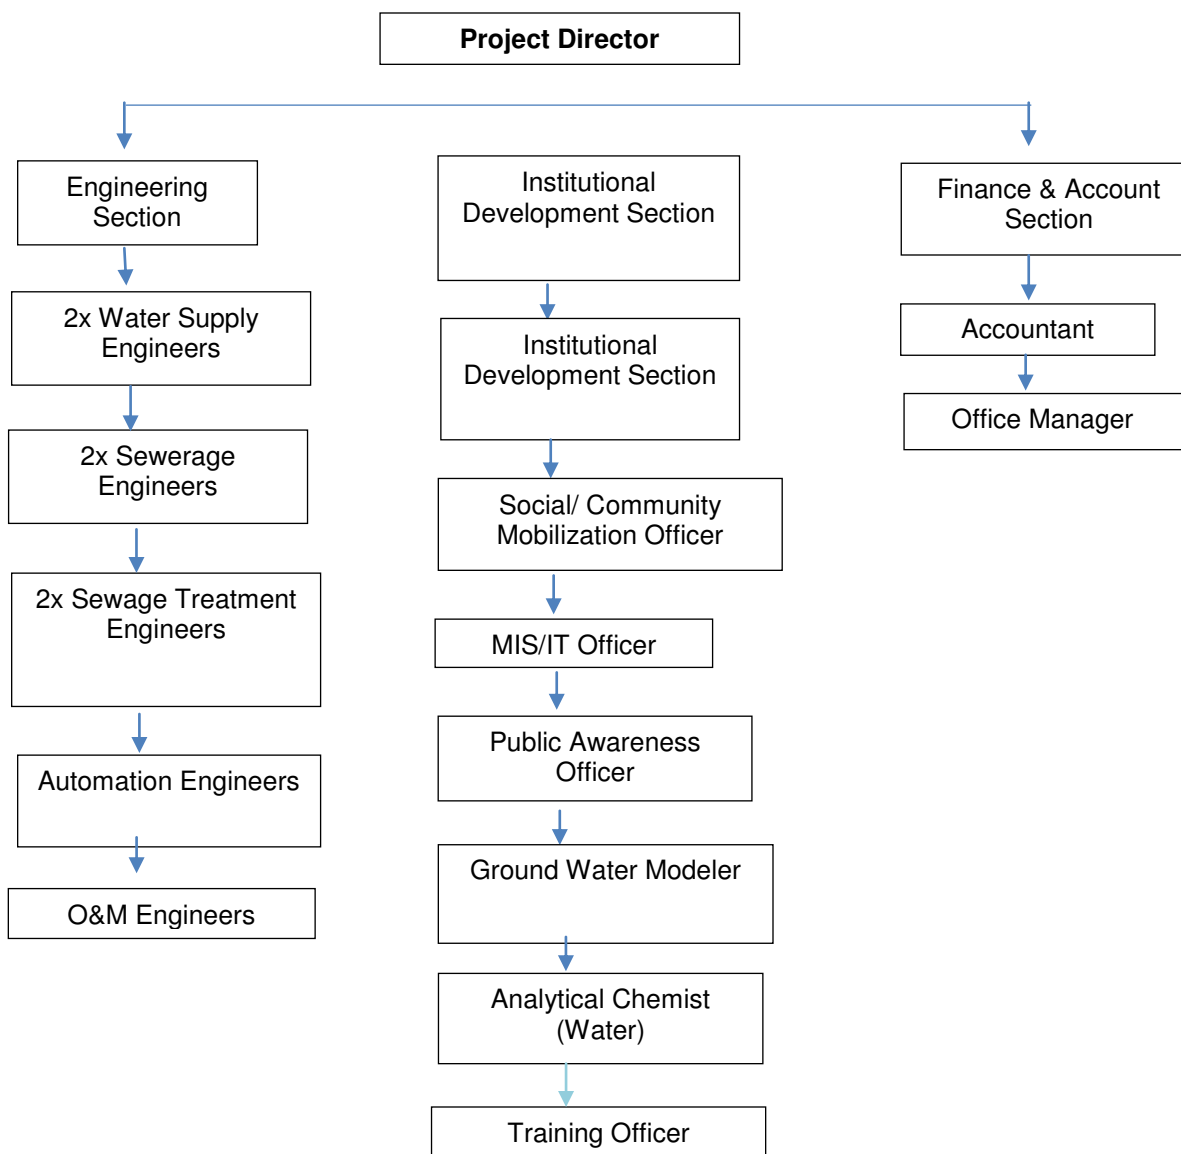 Project Director
Engineering
Section
2x Water Supply
Engineers
2x Sewerage
Engineers
2x Sewage Treatment
Engineers
Automation Engineers
O&M Engineers
Institutional
Development Section
Institutional
Development Section
Social/ Community
Mobilization Officer
MIS/IT Officer
Public Awareness
Officer
Ground Water Modeler
Analytical Chemist
(Water)
Training Officer
Finance & Account
Section
Accountant
Office Manager